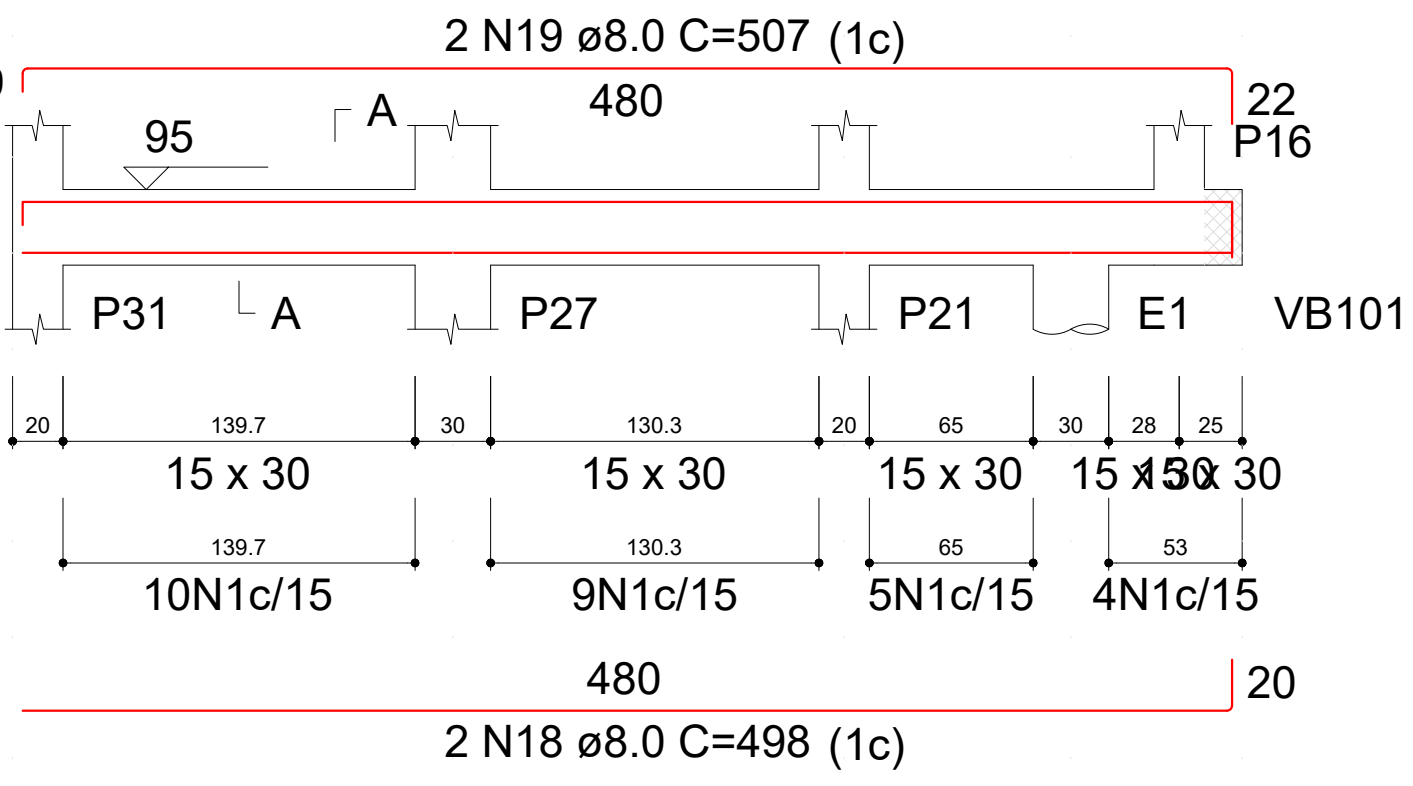 2 N19 ø8.0 C=507 (1c)
480
22
A
95
P16
P31
A
P27
P21
E1
VB101
20 139.7 30 130.3 20 65 30 28 25
15 x 30 15 x 30 15 x 30 15 x 30 15 x 30
139.7 130.3 65 53
10N1c/15 9N1c/15 5N1c/15 4N1c/15
480
20
2 N18 ø8.0 C=498 (1c)